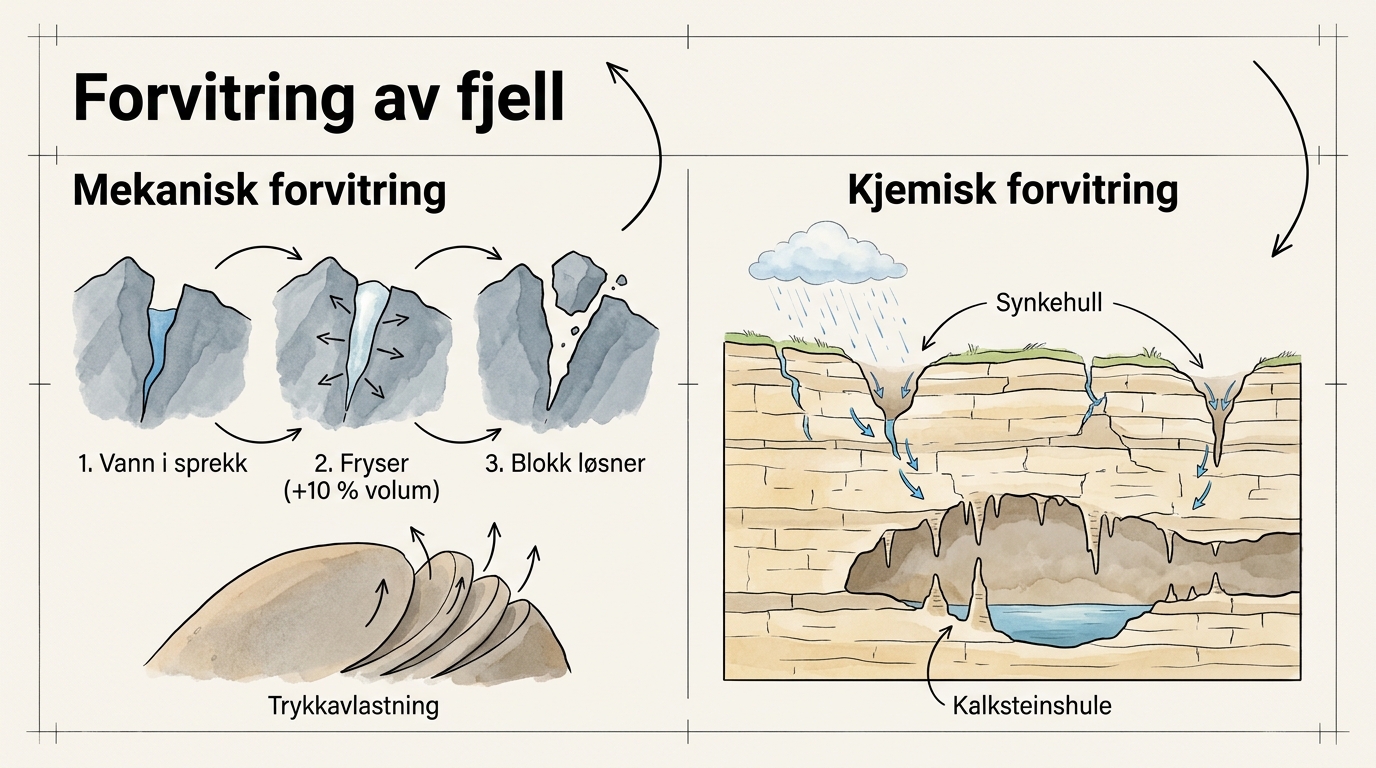 Forvitring av fjell
Mekanisk forvitring
1. Vann i sprekk
2. Fryser
(+10 % volum)
3. Blokk løsner
Trykkavlastning
Kjemisk forvitring
Synkehull
Kalksteinshule